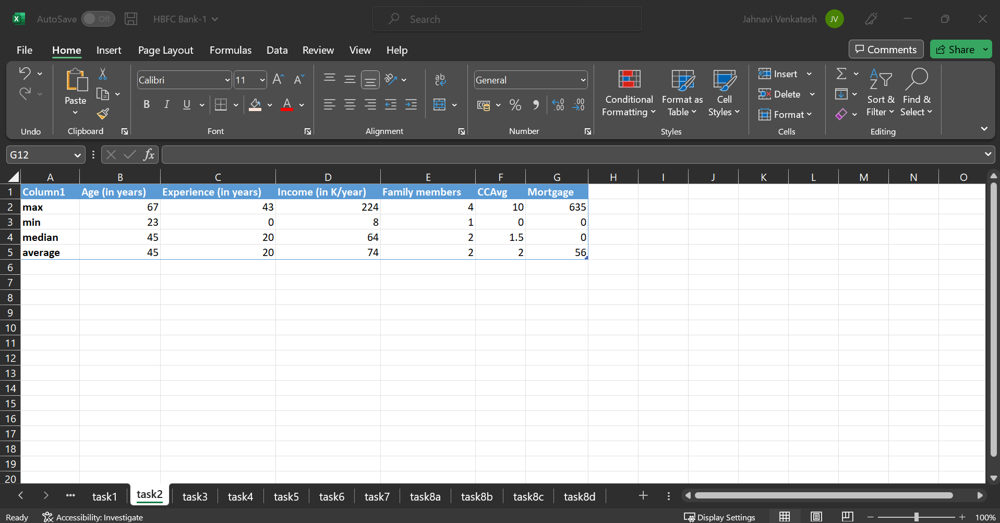 AutoSave Off HBFC Bank-1 Search Jahnavi Venkatesh JV
File Home Insert Page Layout Formulas Data Review View Help Comments Share
Calibri 11 General Insert
Paste Conditional Formatting Format as Table Cell Styles Delete Sort & Filter Find & Select
Format
Undo Clipboard Font Alignment Number Styles Cells Editing
G12 fx
A B C D E F G H I J K L M N O
1 Column1 Age (in years) Experience (in years) Income (in K/year) Family members CCAvg Mortgage
2 max 67 43 224 4 10 635
3 min 23 0 8 1 0 0
4 median 45 20 64 2 1.5 0
5 average 45 20 74 2 2 56
6
7
8
9
10
11
12
13
14
15
16
17
18
19
20
task1 task2 task3 task4 task5 task6 task7 task8a task8b task8c task8d
Ready Accessibility: Investigate Display Settings 100%